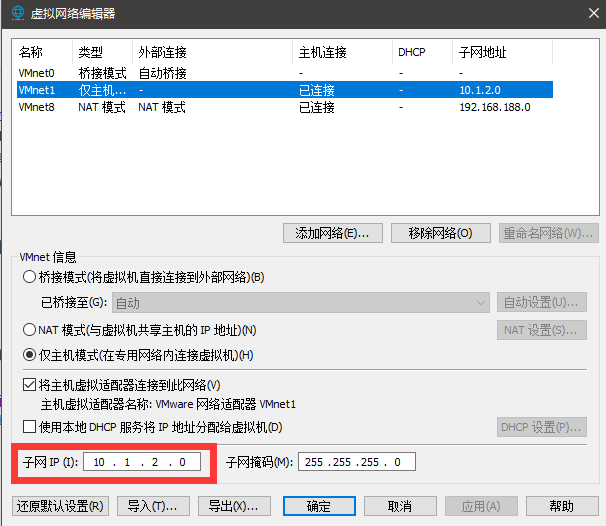 虚拟网络编辑器
名称 类型 外部连接 主机连接 DHCP 子网地址
VMnet0 桥接模式 自动桥接 - - -
VMnet1 仅主机... - 已连接 - 10.1.2.0
VMnet8 NAT 模式 NAT 模式 已连接 - 192.168.188.0
添加网络(E)... 移除网络(O) 重命名网络(W)...
VMnet 信息
桥接模式(将虚拟机直接连接到外部网络)(B)
已桥接至(G): 自动 自动设置(U)...
NAT 模式(与虚拟机共享主机的 IP 地址)(N) NAT 设置(S)...
仅主机模式(在专用网络内连接虚拟机)(H)
将主机虚拟适配器连接到此网络(V)
主机虚拟适配器名称: VMware 网络适配器 VMnet1
使用本地 DHCP 服务将 IP 地址分配给虚拟机(D) DHCP 设置(P)...
子网 IP (I): 10 . 1 . 2 . 0 子网掩码(M): 255 .255 .255 . 0
还原默认设置(R) 导入(T)... 导出(X)... 确定 取消 应用(A) 帮助